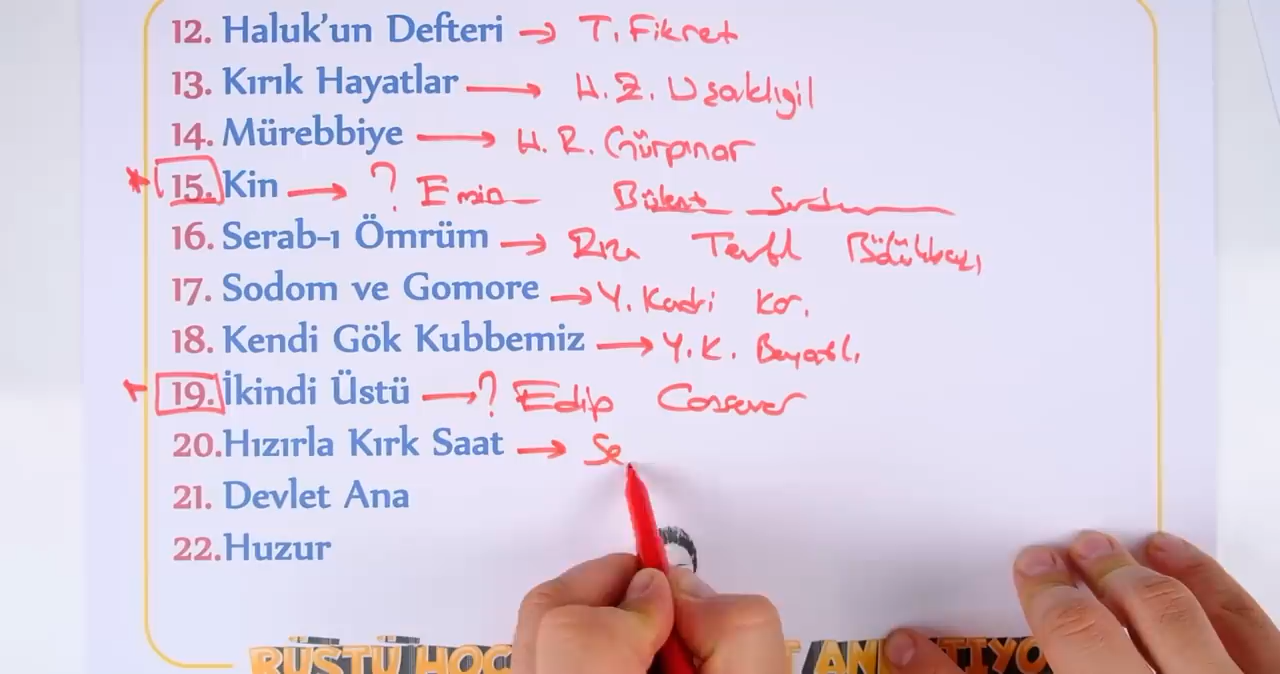 12. Haluk'un Defteri → T. Fikret
13. Kırık Hayatlar → H. Z. Uşaklıgil
14. Mürebbiye → H. R. Gürpınar
* 15. Kin → ? Emin Bülent Serdar
16. Serab-ı Ömrüm → Rıza Tevfik Bölükbaşı
17. Sodom ve Gomore → Y. Kadri Kar.
18. Kendi Gök Kubbemiz → Y. K. Beyatlı
19. İkindi Üstü → ? Edip Cansever
20. Hızırla Kırk Saat → Se
21. Devlet Ana
22. Huzur
RÜSTÜ HOC